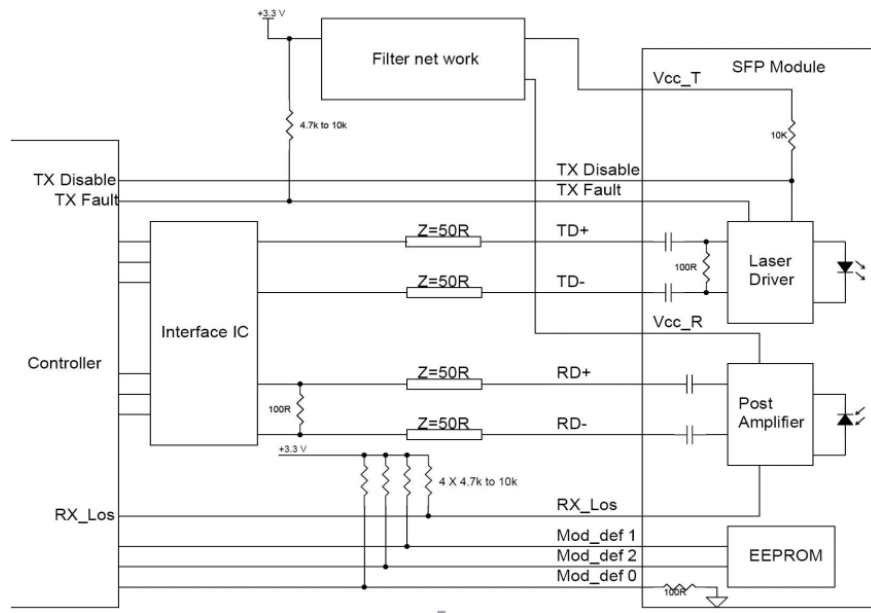 +3.3 V
Filter net work
SFP Module
Vcc_T
4.7k to 10k
10K
TX Disable
TX Disable
TX Fault
TX Fault
Z=50R
TD+
Laser
Driver
100R
Z=50R
TD-
Interface IC
Vcc_R
Controller
Z=50R
RD+
100R
Post
Amplifier
Z=50R
RD-
+3.3 V
4 X 4.7k to 10k
RX_Los
RX_Los
Mod_def 1
EEPROM
Mod_def 2
Mod_def 0
100R